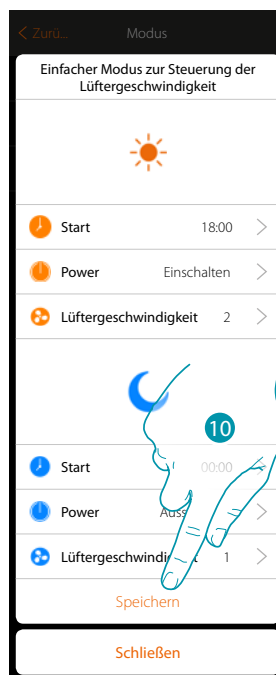 < Zurü... Modus
Einfacher Modus zur Steuerung der
Lüftergeschwindigkeit
Start 18:00
Power Einschalten
Lüftergeschwindigkeit 2
10
Start 00:00
Power
Lüftergeschwindi 1
Speichern
Schließen